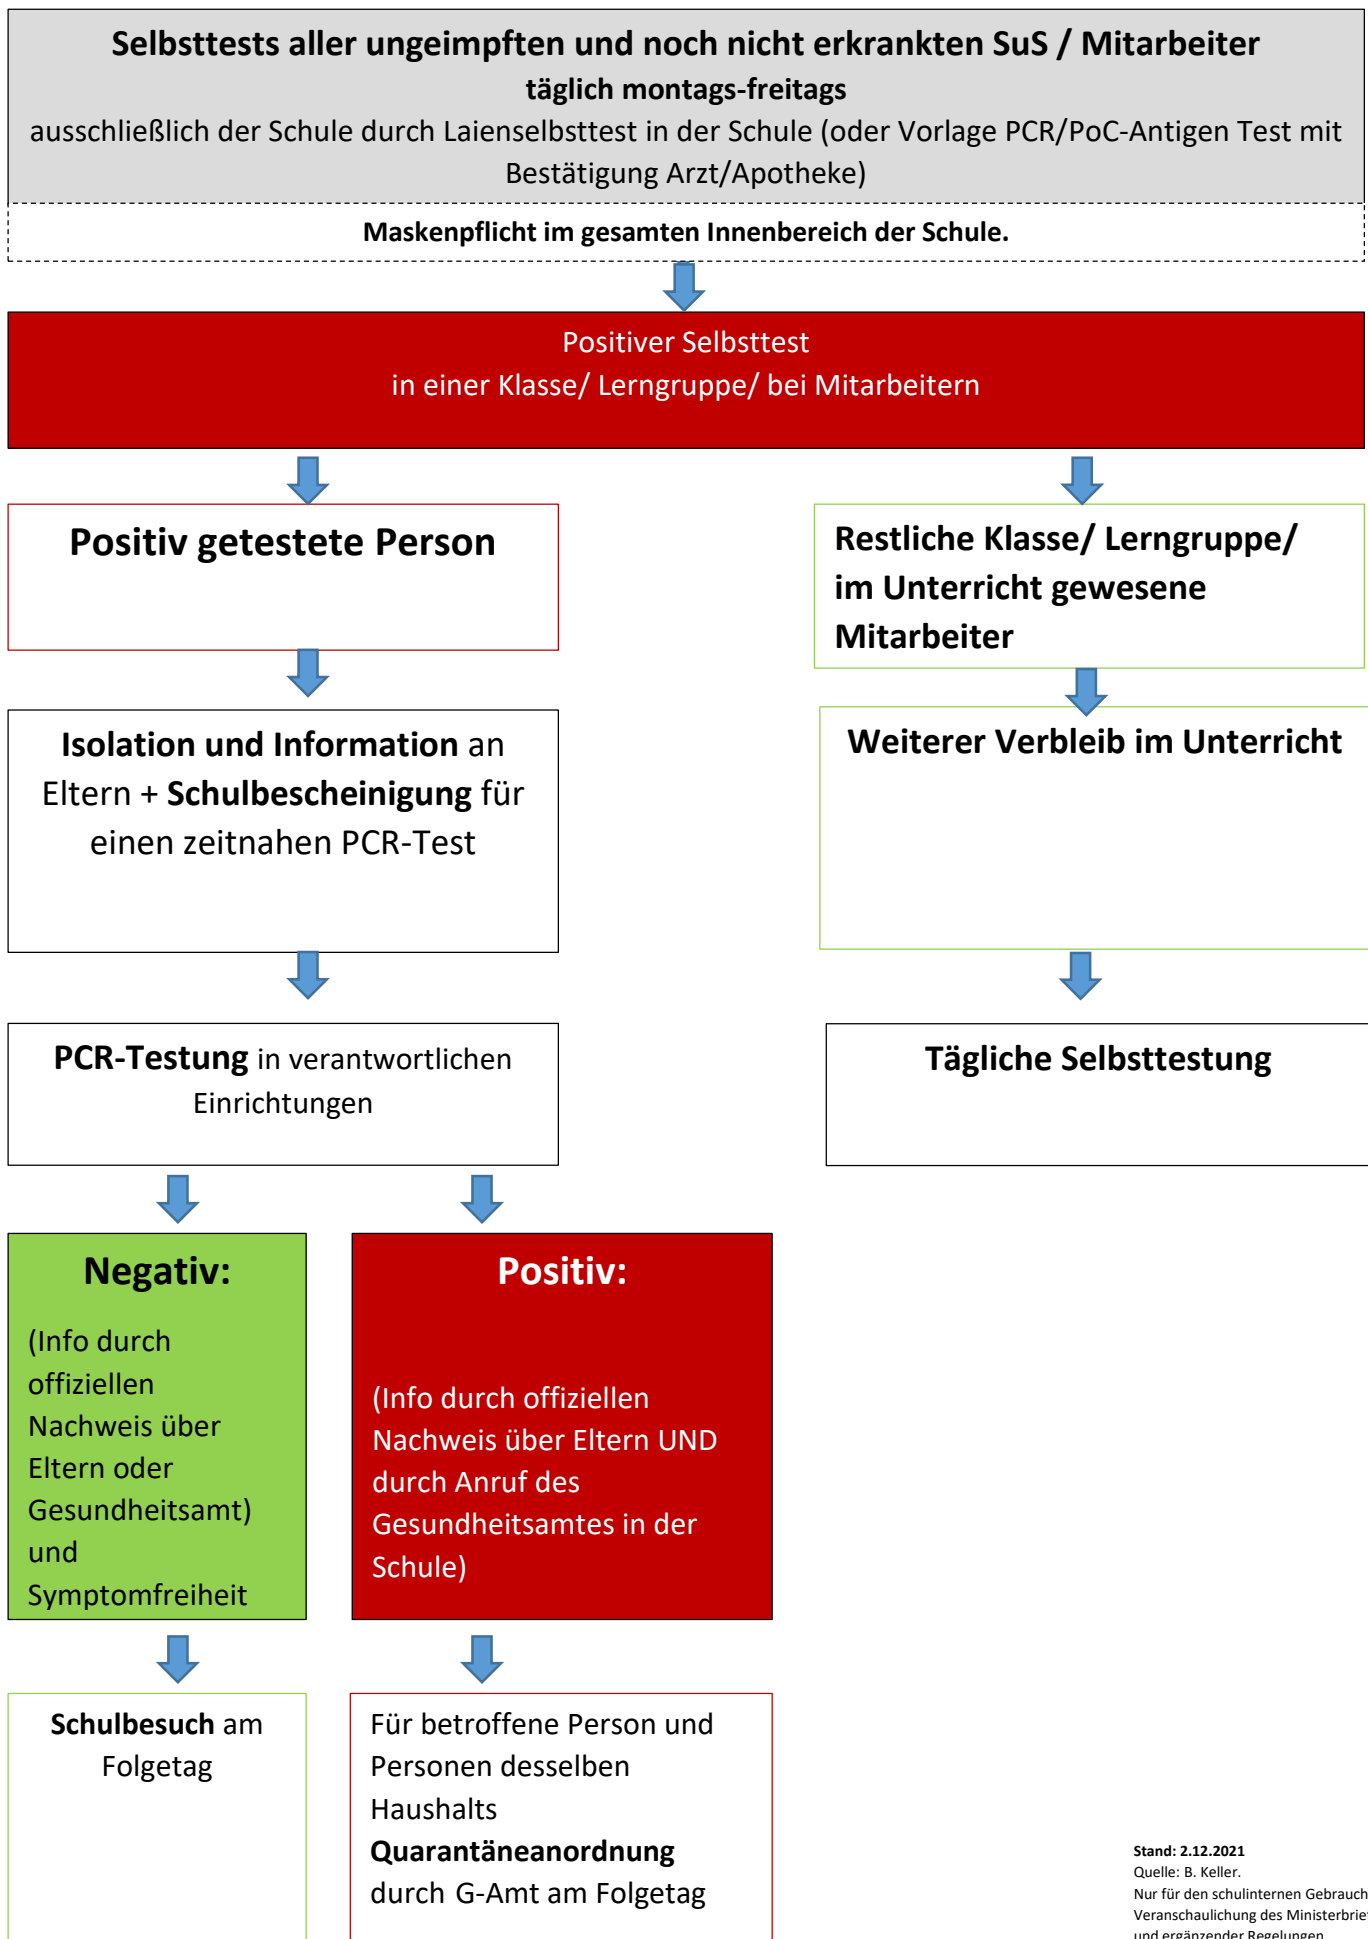 Selbsttests aller ungeimpften und noch nicht erkrankten SuS / Mitarbeiter
täglich montags-freitags
ausschließlich der Schule durch Laienselbsttest in der Schule (oder Vorlage PCR/PoC-Antigen Test mit
Bestätigung Arzt/Apotheke)
Maskenpflicht im gesamten Innenbereich der Schule.
Positiver Selbsttest
in einer Klasse/ Lerngruppe/ bei Mitarbeitern
Positiv getestete Person
Restliche Klasse/ Lerngruppe/
im Unterricht gewesene
Mitarbeiter
Isolation und Information an
Eltern + Schulbescheinigung für
einen zeitnahen PCR-Test
Weiterer Verbleib im Unterricht
PCR-Testung in verantwortlichen
Einrichtungen
Tägliche Selbsttestung
Negativ:
(Info durch
offiziellen
Nachweis über
Eltern oder
Gesundheitsamt)
und
Symptomfreiheit
Positiv:
(Info durch offiziellen
Nachweis über Eltern UND
durch Anruf des
Gesundheitsamtes in der
Schule)
Schulbesuch am
Folgetag
Für betroffene Person und
Personen desselben
Haushalts
Quarantäneanordnung
durch G-Amt am Folgetag
Stand: 2.12.2021
Quelle: B. Keller.
Nur für den schulinternen Gebrauch
Veranschaulichung des
und ergänzender Regelungen